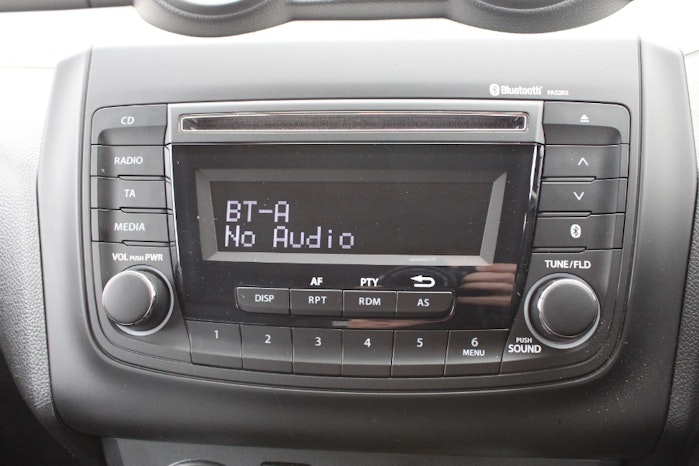 Bluetooth PA5283
CD
RADIO
TA
MEDIA
VOL PUSH PWR
BT-A
No Audio
AF PTY
DISP RPT RDM AS
TUNE/FLD
PUSH
SOUND
1 2 3 4 5 6
MENU